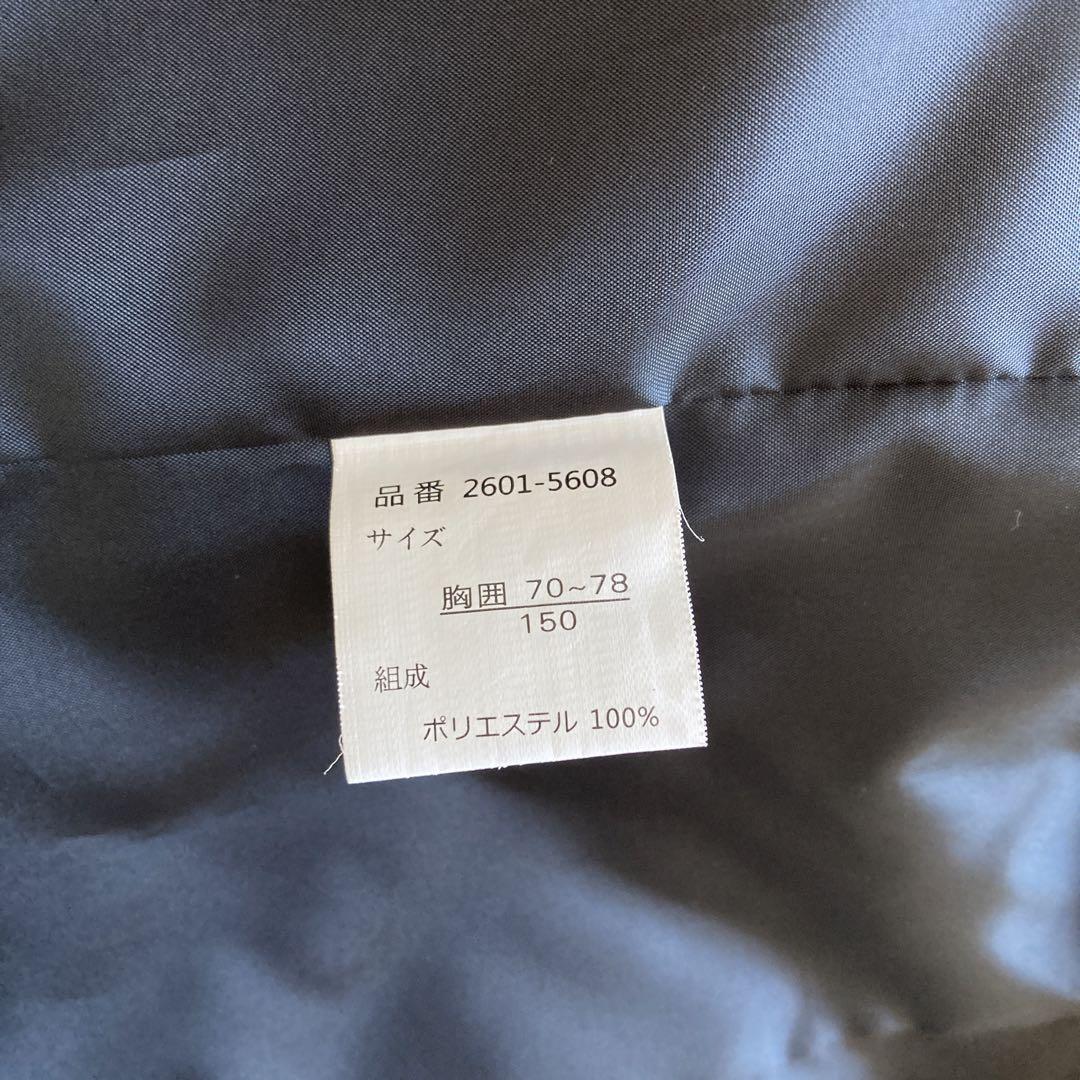 品番 2601-5608
サイズ
胸囲 70~78
150
組成
ポリエステル 100%